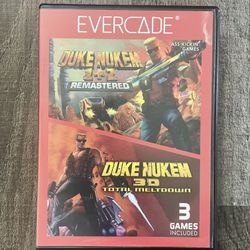 EVERCADE
ASS KICKIN'
GAMES
DUKE NUKEM
1+2
REMASTERED
DUKE NUKEM
3D
TOTAL MELTDOWN
3
GAMES
INCLUDED